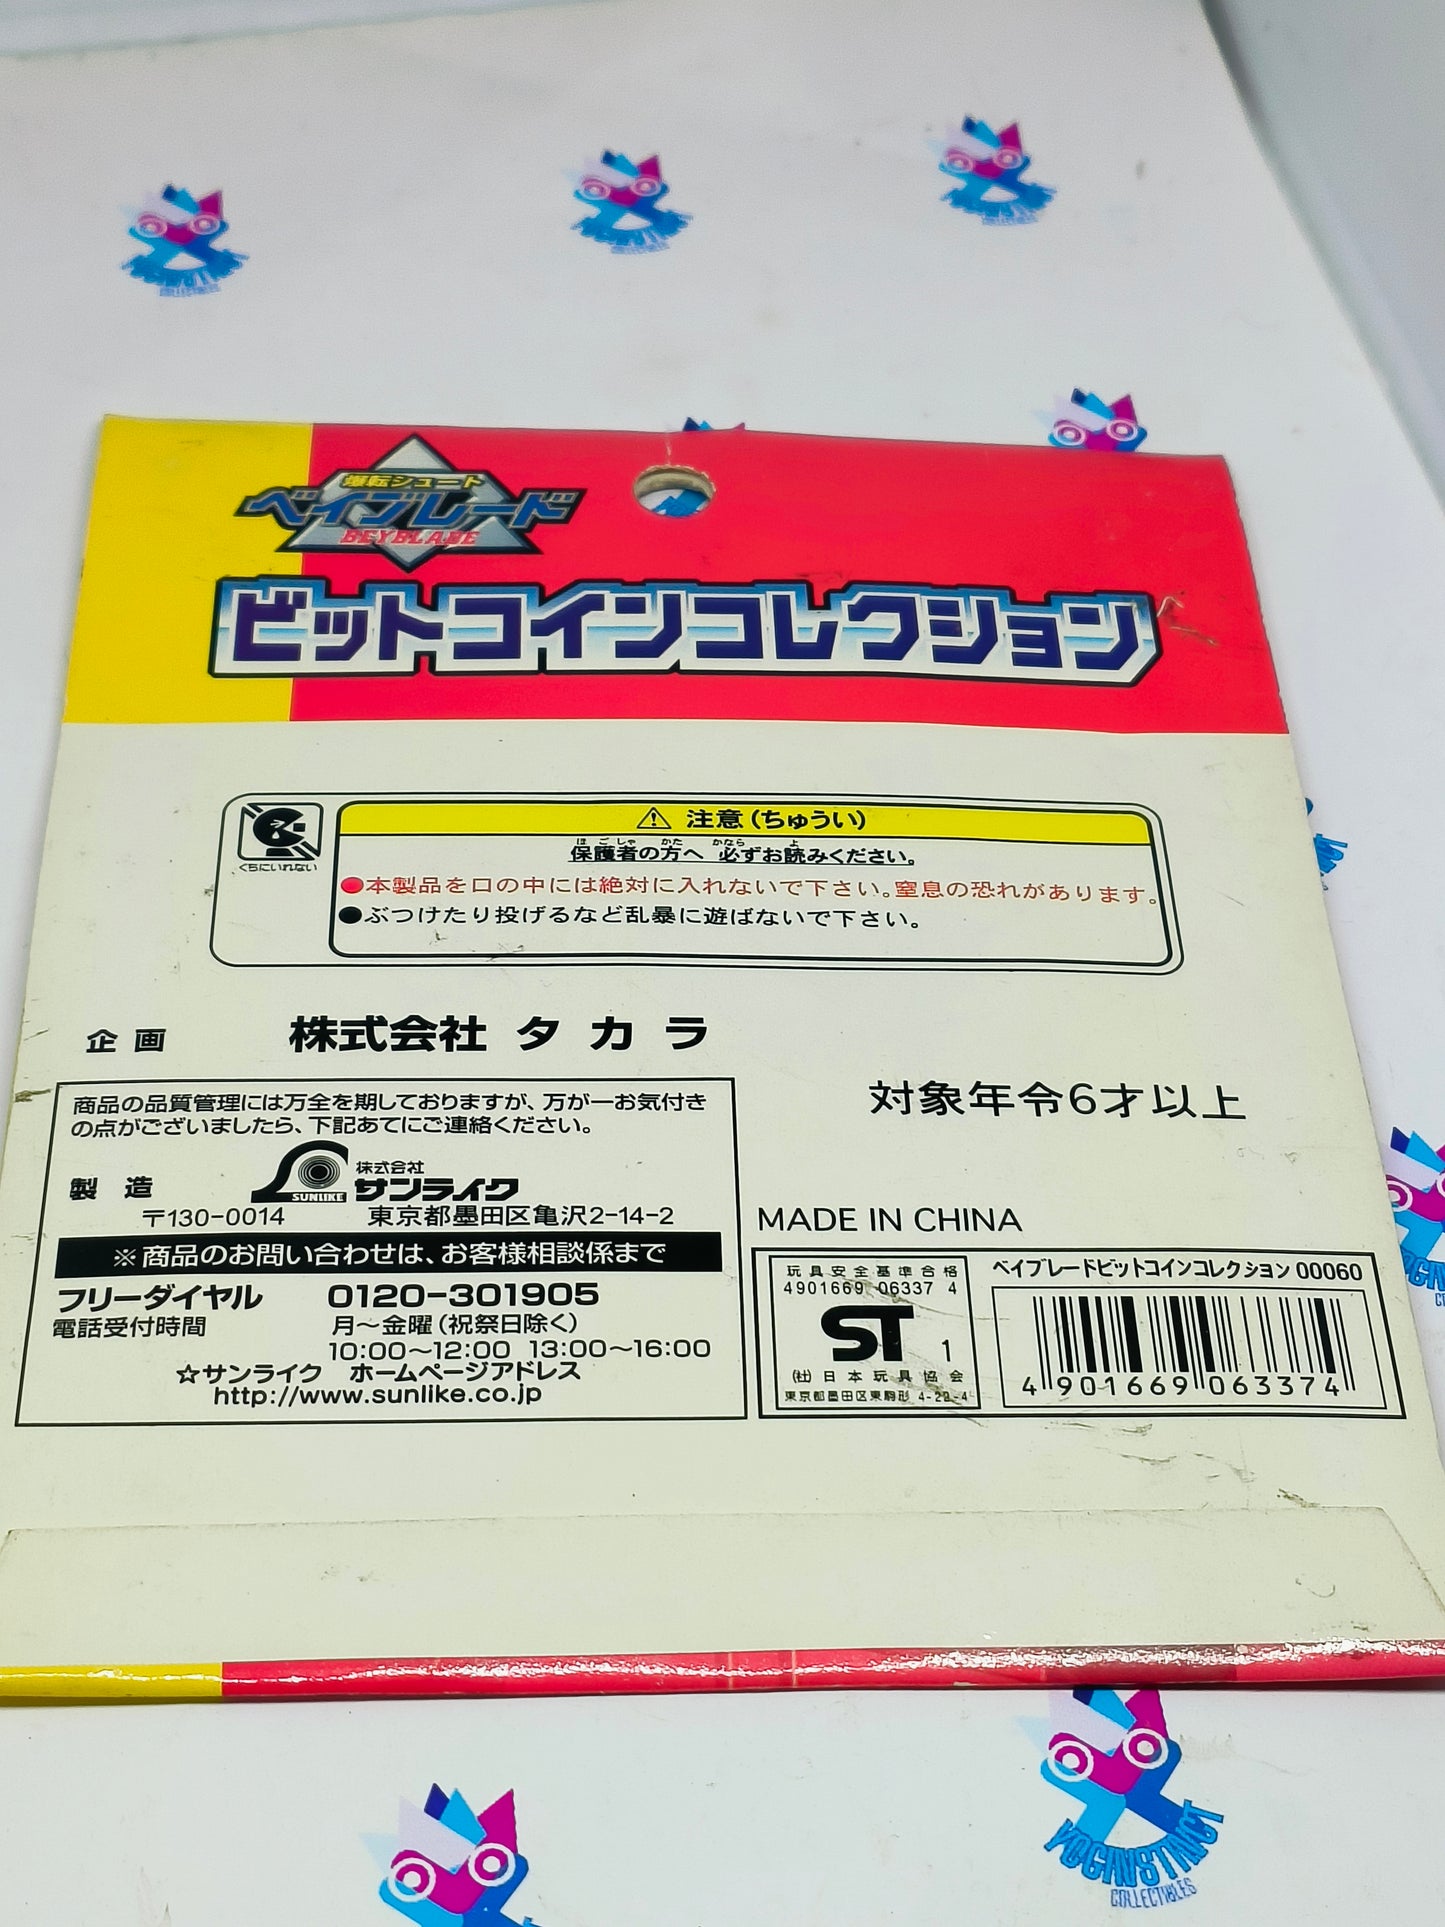 爆転シュート
ベイブレード
BEYBLADE
ビットコインコレクション
くちにいれない
⚠ 注意(ちゅうい)
保護者の方へ 必ずお読みください。
●本製品を口の中には絶対に入れないで下さい。窒息の恐れがあります。
●ぶつけたり投げるなど乱暴に遊ばないで下さい。
企画 株式会社 タカラ
対象年令6才以上
商品の品質管理には万全を期しておりますが、万が一お気付き
の点がございましたら、下記あてにご連絡ください。
製造 SUNLIKE 株式会社 サンライク
〒130-0014 東京都墨田区亀沢2-14-2
※商品のお問い合わせは、お客様相談係まで
フリーダイヤル 0120-301905
電話受付時間 月〜金曜(祝祭日除く)
10:00〜12:00 13:00〜16:00
☆サンライク ホームページアドレス
http://www.sunlike.co.jp
MADE IN CHINA
玩具安全基準合格
4901669 06337 4
ST 1
(社)日本玩具協会
東京都墨田区東駒形 4-22-4
ベイブレードビットコインコレクション 00060
4 901669 063374
YOGINSTINCT
COLLECTIBLES